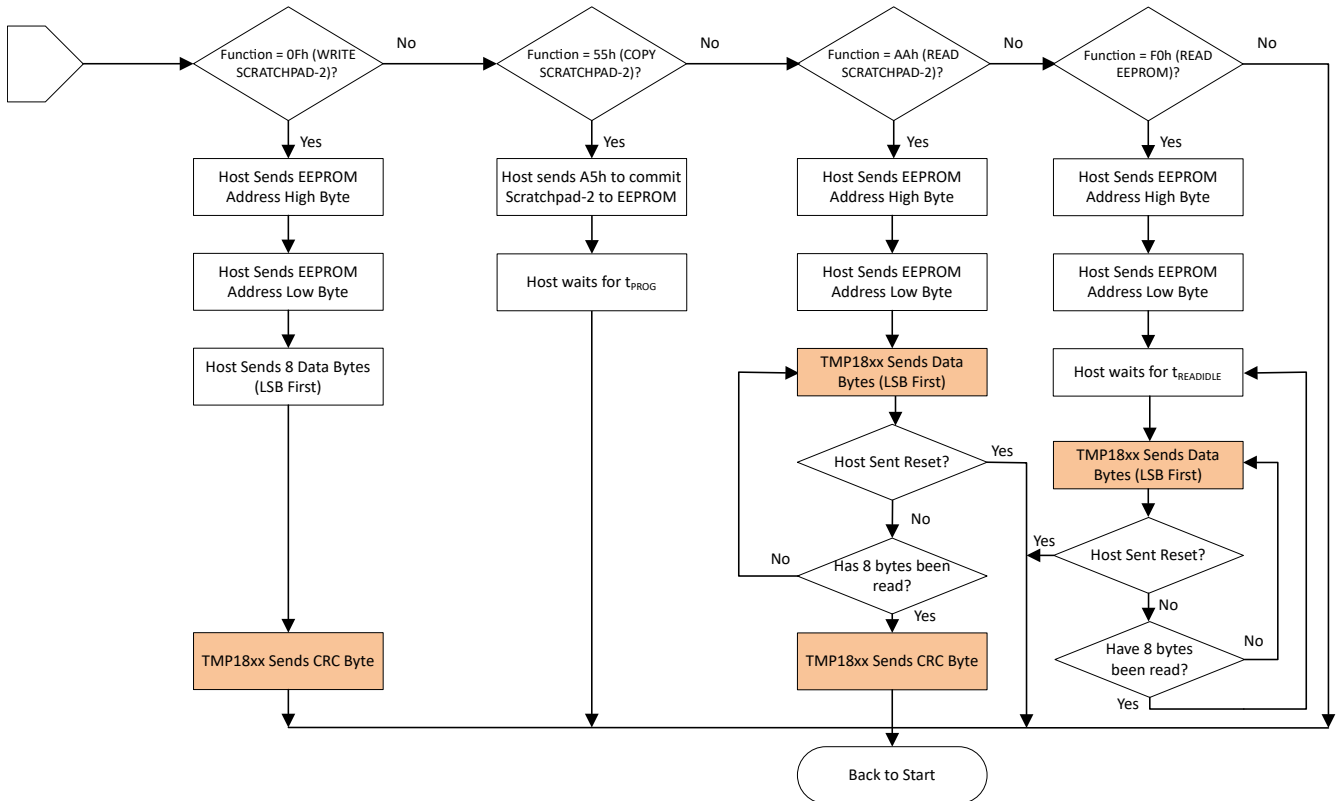 Function = 0Fh (WRITE
SCRATCHPAD-2)?
No
Function = 55h (COPY
SCRATCHPAD-2)?
No
Function = AAh (READ
SCRATCHPAD-2)?
No
Function = F0h (READ
EEPROM)?
No
Yes
Yes
Yes
Yes
Host Sends EEPROM
Address High Byte
Host sends A5h to commit
Scratchpad-2 to EEPROM
Host Sends EEPROM
Address High Byte
Host Sends EEPROM
Address High Byte
Host Sends EEPROM
Address Low Byte
Host waits for tPROG
Host Sends EEPROM
Address Low Byte
Host Sends EEPROM
Address Low Byte
Host Sends 8 Data Bytes
(LSB First)
TMP18xx Sends Data
Bytes (LSB First)
Host waits for tREADIDLE
Host Sent Reset?
Yes
TMP18xx Sends Data
Bytes (LSB First)
No
Yes
Host Sent Reset?
No
Has 8 bytes been
read?
No
Yes
Have 8 bytes
been read?
No
TMP18xx Sends CRC Byte
TMP18xx Sends CRC Byte
Yes
Back to Start